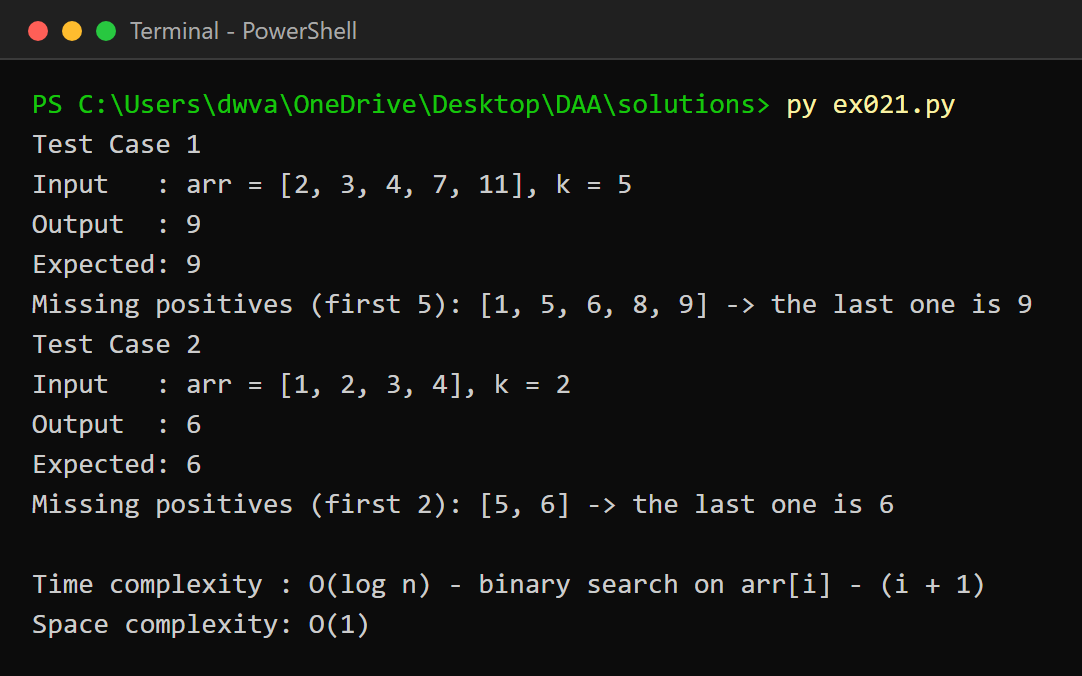 Terminal - PowerShell
PS C:\Users\dwva\OneDrive\Desktop\DAA\solutions> py ex021.py
Test Case 1
Input   : arr = [2, 3, 4, 7, 11], k = 5
Output  : 9
Expected: 9
Missing positives (first 5): [1, 5, 6, 8, 9] -> the last one is 9
Test Case 2
Input   : arr = [1, 2, 3, 4], k = 2
Output  : 6
Expected: 6
Missing positives (first 2): [5, 6] -> the last one is 6
Time complexity : O(log n) - binary search on arr[i] - (i + 1)
Space complexity: O(1)